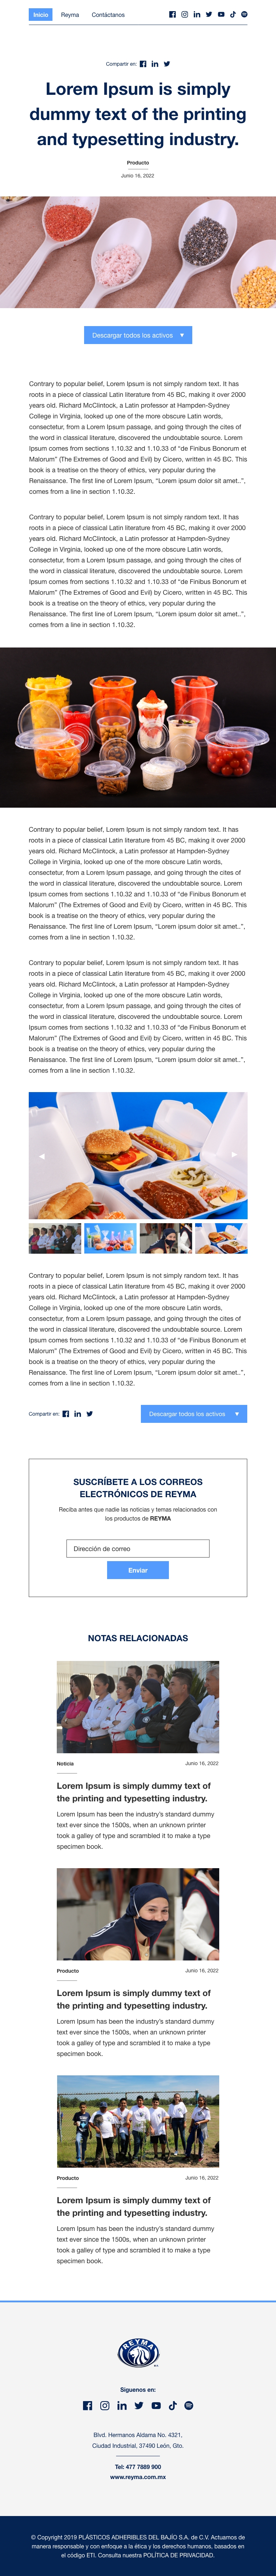 Inicio Reyma Contáctanos
Compartir en:
Lorem Ipsum is simply
dummy text of the printing
and typesetting industry.
Producto
Junio 16, 2022
Descargar todos los activos
Contrary to popular belief, Lorem Ipsum is not simply random text. It has
roots in a piece of classical Latin literature from 45 BC, making it over 2000
years old. Richard McClintock, a Latin professor at Hampden-Sydney
College in Virginia, looked up one of the more obscure Latin words,
consectetur, from a Lorem Ipsum passage, and going through the cites of
the word in classical literature, discovered the undoubtable source. Lorem
Ipsum comes from sections 1.10.32 and 1.10.33 of "de Finibus Bonorum et
Malorum" (The Extremes of Good and Evil) by Cicero, written in 45 BC. This
book is a treatise on the theory of ethics, very popular during the
Renaissance. The first line of Lorem Ipsum, "Lorem ipsum dolor sit amet..",
comes from a line in section 1.10.32.
Contrary to popular belief, Lorem Ipsum is not simply random text. It has
roots in a piece of classical Latin literature from 45 BC, making it over 2000
years old. Richard McClintock, a Latin professor at Hampden-Sydney
College in Virginia, looked up one of the more obscure Latin words,
consectetur, from a Lorem Ipsum passage, and going through the cites of
the word in classical literature, discovered the undoubtable source. Lorem
Ipsum comes from sections 1.10.32 and 1.10.33 of "de Finibus Bonorum et
Malorum" (The Extremes of Good and Evil) by Cicero, written in 45 BC. This
book is a treatise on the theory of ethics, very popular during the
Renaissance. The first line of Lorem Ipsum, "Lorem ipsum dolor sit amet..",
comes from a line in section 1.10.32.
Contrary to popular belief, Lorem Ipsum is not simply random text. It has
roots in a piece of classical Latin literature from 45 BC, making it over 2000
years old. Richard McClintock, a Latin professor at Hampden-Sydney
College in Virginia, looked up one of the more obscure Latin words,
consectetur, from a Lorem Ipsum passage, and going through the cites of
the word in classical literature, discovered the undoubtable source. Lorem
Ipsum comes from sections 1.10.32 and 1.10.33 of "de Finibus Bonorum et
Malorum" (The Extremes of Good and Evil) by Cicero, written in 45 BC. This
book is a treatise on the theory of ethics, very popular during the
Renaissance. The first line of Lorem Ipsum, "Lorem ipsum dolor sit amet..",
comes from a line in section 1.10.32.
Contrary to popular belief, Lorem Ipsum is not simply random text. It has
roots in a piece of classical Latin literature from 45 BC, making it over 2000
years old. Richard McClintock, a Latin professor at Hampden-Sydney
College in Virginia, looked up one of the more obscure Latin words,
consectetur, from a Lorem Ipsum passage, and going through the cites of
the word in classical literature, discovered the undoubtable source. Lorem
Ipsum comes from sections 1.10.32 and 1.10.33 of "de Finibus Bonorum et
Malorum" (The Extremes of Good and Evil) by Cicero, written in 45 BC. This
book is a treatise on the theory of ethics, very popular during the
Renaissance. The first line of Lorem Ipsum, "Lorem ipsum dolor sit amet..",
comes from a line in section 1.10.32.
Contrary to popular belief, Lorem Ipsum is not simply random text. It has
roots in a piece of classical Latin literature from 45 BC, making it over 2000
years old. Richard McClintock, a Latin professor at Hampden-Sydney
College in Virginia, looked up one of the more obscure Latin words,
consectetur, from a Lorem Ipsum passage, and going through the cites of
the word in classical literature, discovered the undoubtable source. Lorem
Ipsum comes from sections 1.10.32 and 1.10.33 of "de Finibus Bonorum et
Malorum" (The Extremes of Good and Evil) by Cicero, written in 45 BC. This
book is a treatise on the theory of ethics, very popular during the
Renaissance. The first line of Lorem Ipsum, "Lorem ipsum dolor sit amet..",
comes from a line in section 1.10.32.
Compartir en:
Descargar todos los activos
SUSCRÍBETE A LOS CORREOS
ELECTRÓNICOS DE REYMA
Reciba antes que nadie las noticias y temas relacionados con
los productos de REYMA
Dirección de correo
Enviar
NOTAS RELACIONADAS
Noticia Junio 16, 2022
Lorem Ipsum is simply dummy text of
the printing and typesetting industry.
Lorem Ipsum has been the industry's standard dummy
text ever since the 1500s, when an unknown printer
took a galley of type and scrambled it to make a type
specimen book.
Producto Junio 16, 2022
Lorem Ipsum is simply dummy text of
the printing and typesetting industry.
Lorem Ipsum has been the industry's standard dummy
text ever since the 1500s, when an unknown printer
took a galley of type and scrambled it to make a type
specimen book.
Producto Junio 16, 2022
Lorem Ipsum is simply dummy text of
the printing and typesetting industry.
Lorem Ipsum has been the industry's standard dummy
text ever since the 1500s, when an unknown printer
took a galley of type and scrambled it to make a type
specimen book.
REYMA
Síguenos en:
Blvd. Hermanos Aldama No. 4321,
Ciudad Industrial, 37490 León, Gto.
Tel: 477 7889 900
www.reyma.com.mx
© Copyright 2019 PLÁSTICOS ADHERIBLES DEL BAJÍO S.A. de C.V. Actuamos de
manera responsable y con enfoque a la ética y los derechos humanos, basados en
el código ETI. Consulta nuestra POLÍTICA DE PRIVACIDAD.